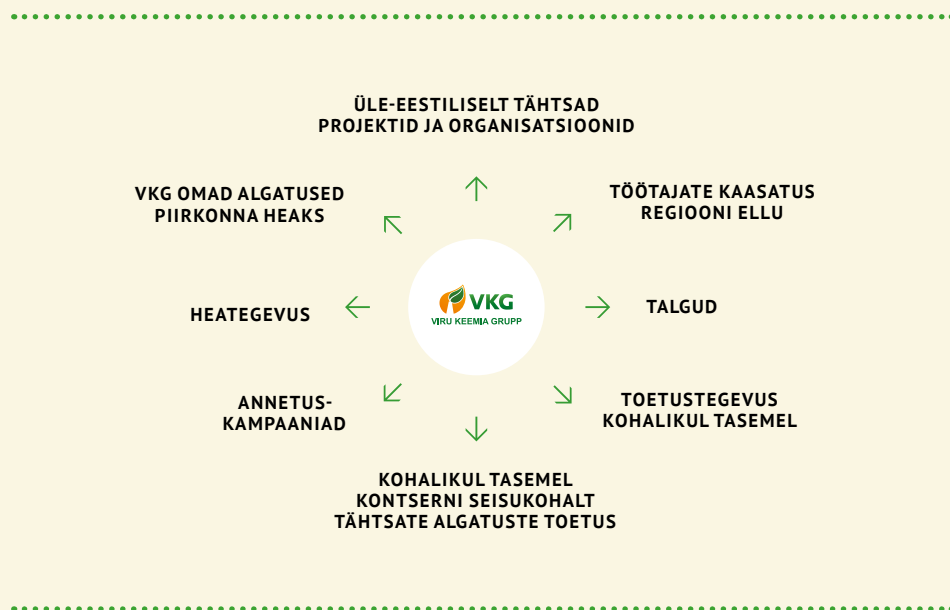 ÜLE-EESTILISELT TÄHTSAD
PROJEKTID JA ORGANISATSIOONID
VKG OMAD ALGATUSED
PIIRKONNA HEAKS
TÖÖTAJATE KAASATUS
REGIOONI ELLU
HEATEGEVUS
VKG
VIRU KEEMIA GRUPP
TALGUD
ANNETUS-
KAMPAANIAD
TOETUSTEGEVUS
KOHALIKUL TASEMEL
KOHALIKUL TASEMEL
KONTSERNI SEISUKOHALT
TÄHTSATE ALGATUSTE TOETUS